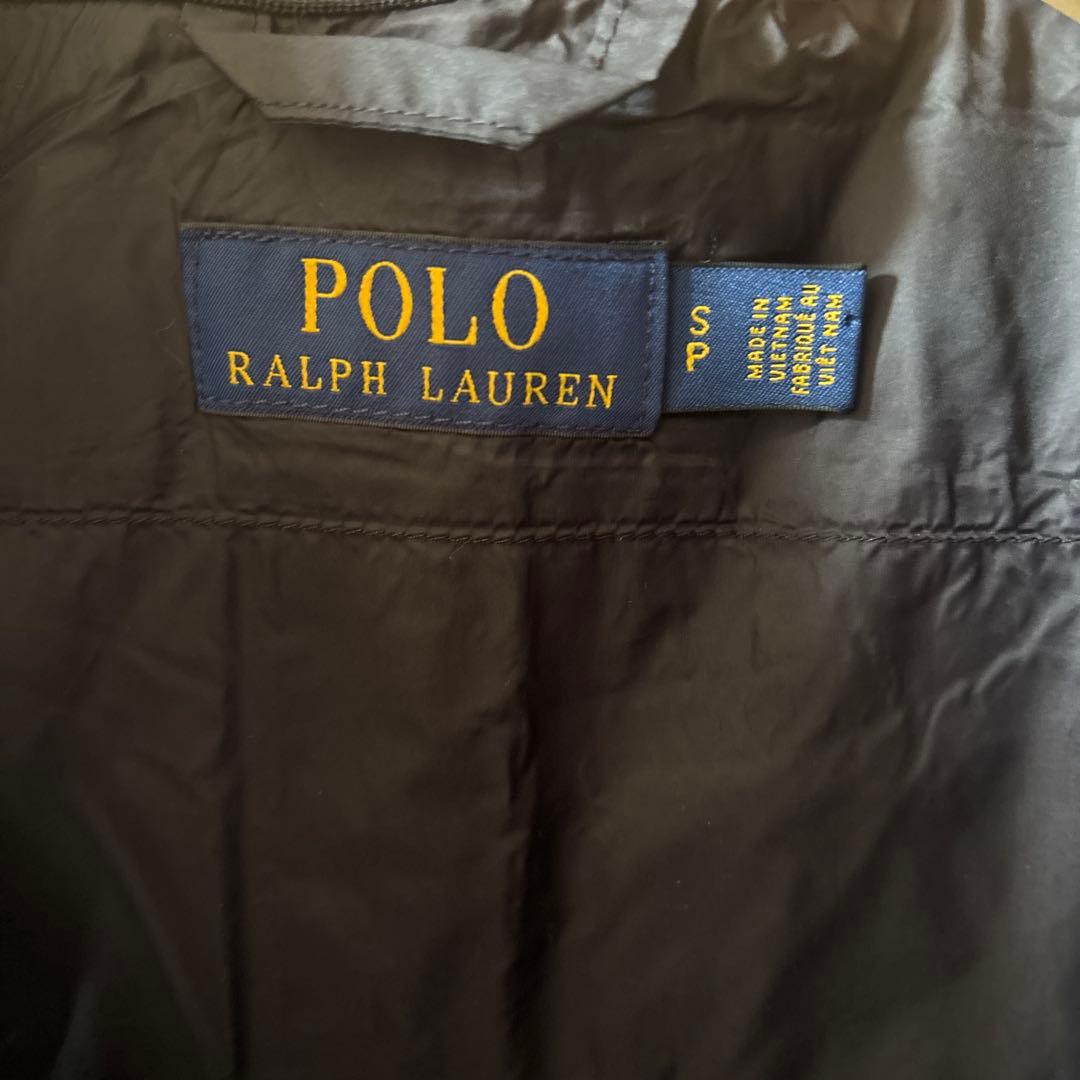 POLO
RALPH LAUREN
S
P
MADE IN
VIETNAM
FABRIQUÉ AU
VIÊT NAM